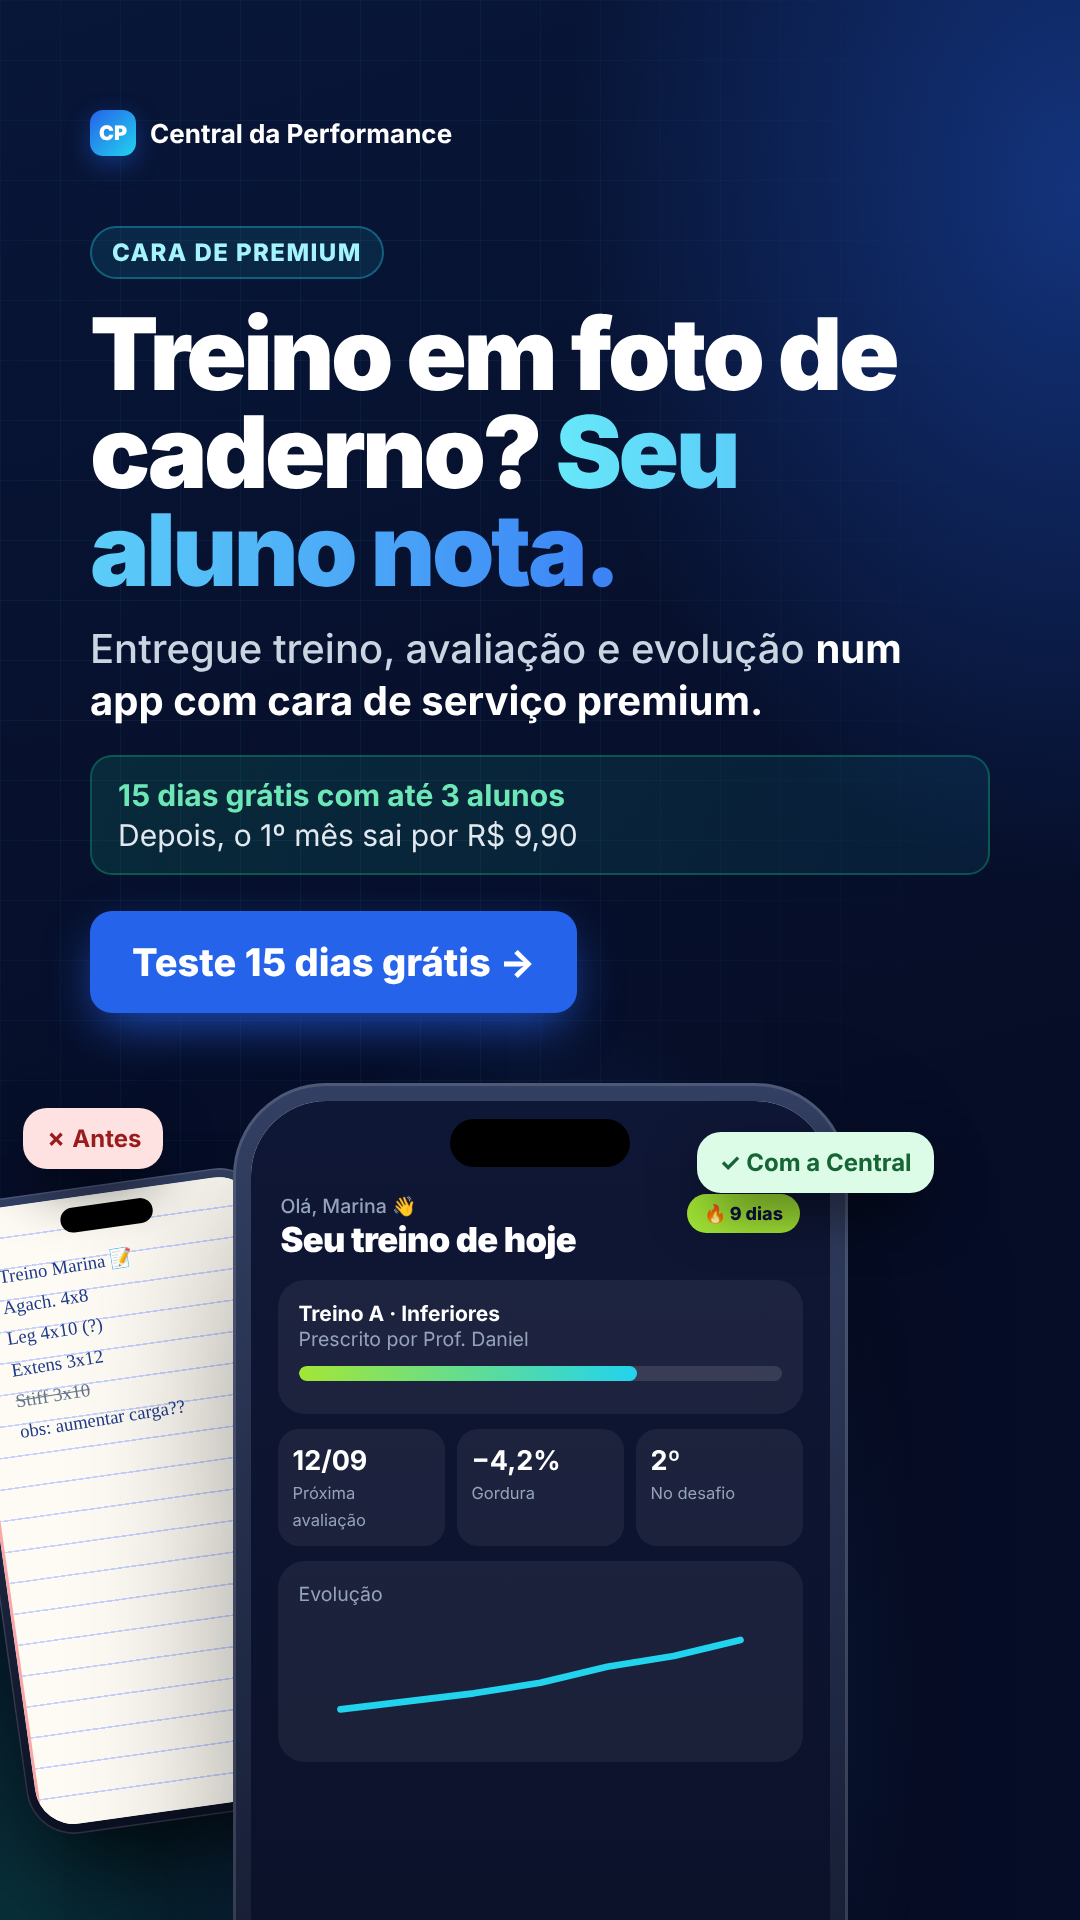 CP Central da Performance
CARA DE PREMIUM
Treino em foto de
caderno? Seu
aluno nota.
Entregue treino, avaliação e evolução num
app com cara de serviço premium.
15 dias grátis com até 3 alunos
Depois, o 1º mês sai por R$ 9,90
Teste 15 dias grátis →
× Antes
Treino Marina 📝
Agach. 4x8
Leg 4x10 (?)
Extens 3x12
Stiff 3x10
obs: aumentar carga??
✓ Com a Central
Olá, Marina 👋
🔥 9 dias
Seu treino de hoje
Treino A · Inferiores
Prescrito por Prof. Daniel
12/09
Próxima
avaliação
−4,2%
Gordura
2º
No desafio
Evolução